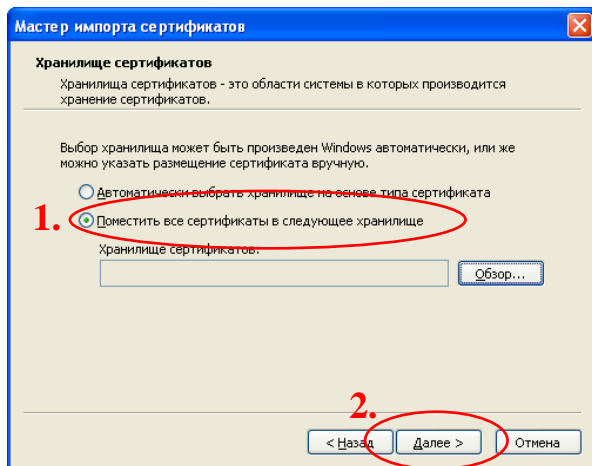 Мастер импорта сертификатов
Хранилище сертификатов
Хранилища сертификатов - это области системы в которых производится
хранение сертификатов.
Выбор хранилища может быть произведен Windows автоматически, или же
можно указать размещение сертификата вручную.
Автоматически выбрать хранилище на основе типа сертификата
1. Поместить все сертификаты в следующее хранилище
Хранилище сертификатов:
Обзор...
2.
< Назад Далее > Отмена